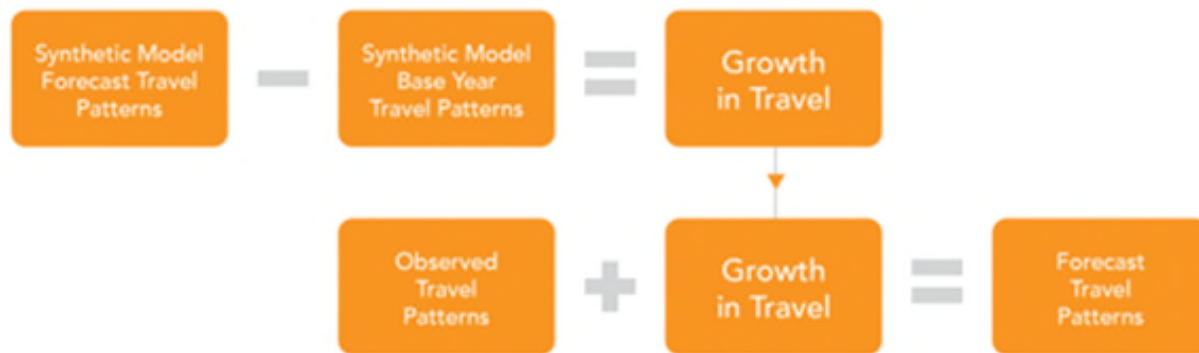 Synthetic Model
Forecast Travel
Patterns
Synthetic Model
Base Year
Travel Patterns
Growth
in Travel
Observed
Travel
Patterns
Growth
in Travel
Forecast
Travel
Patterns